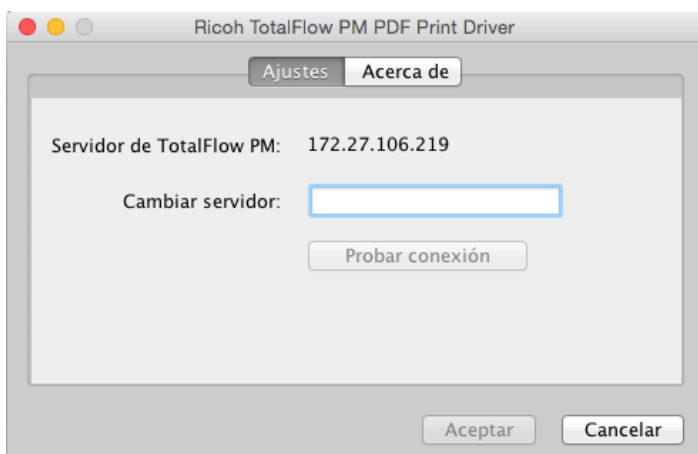 Ricoh TotalFlow PM PDF Print Driver
Ajustes Acerca de
Servidor de TotalFlow PM: 172.27.106.219
Cambiar servidor:
Probar conexión
Aceptar Cancelar